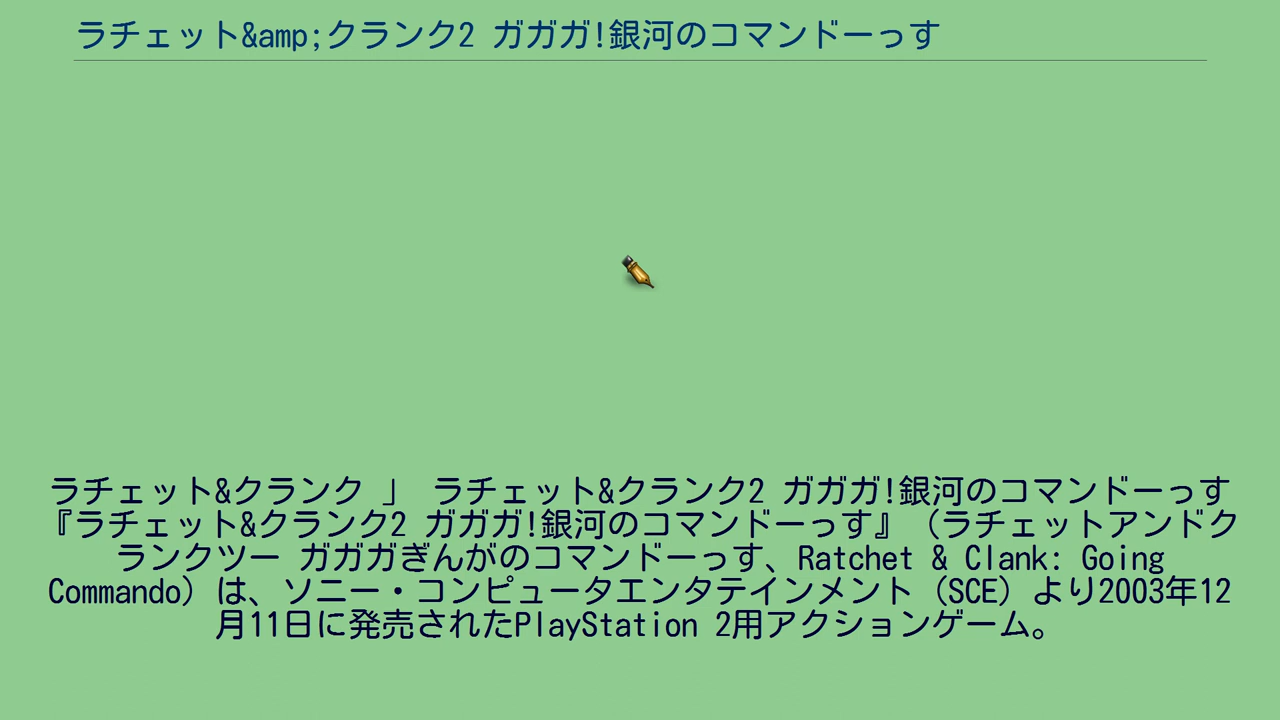 ラチェット&amp;クランク2 ガガガ!銀河のコマンドーっす
ラチェット&クランク 」 ラチェット&クランク2 ガガガ!銀河のコマンドーっす
『ラチェット&クランク2 ガガガ!銀河のコマンドーっす』（ラチェットアンドク
ランクツー ガガガぎんがのコマンドーっす、Ratchet & Clank: Going
Commando）は、ソニー・コンピュータエンタテインメント（SCE）より2003年12
月11日に発売されたPlayStation 2用アクションゲーム。